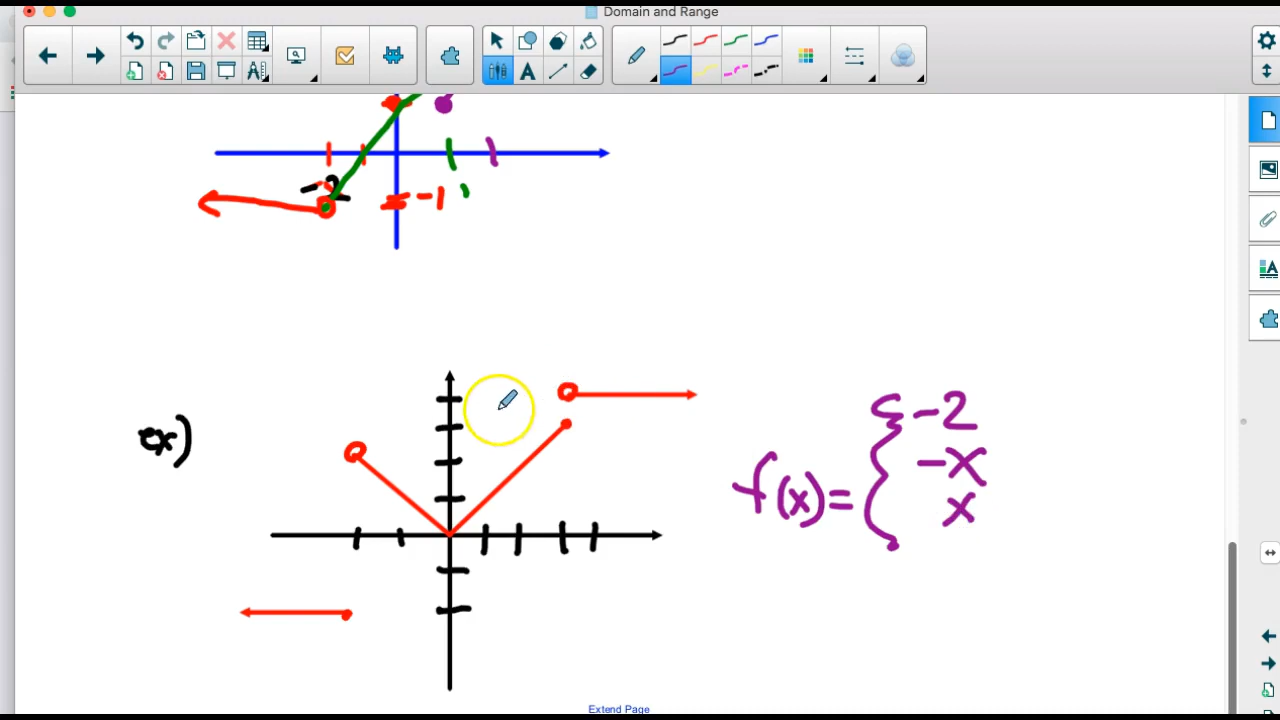 Domain and Range
-2
= -1
ex)
f(x)= { -2
-x
x
Extend Page